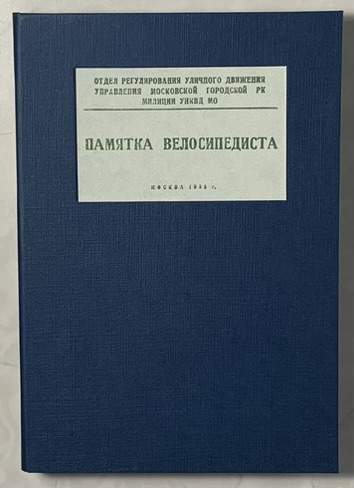 ОТДЕЛ РЕГУЛИРОВАНИЯ УЛИЧНОГО ДВИЖЕНИЯ
УПРАВЛЕНИЯ МОСКОВСКОЙ ГОРОДСКОЙ РК
МИЛИЦИИ УНКВД МО
ПАМЯТКА ВЕЛОСИПЕДИСТА
МОСКВА г.